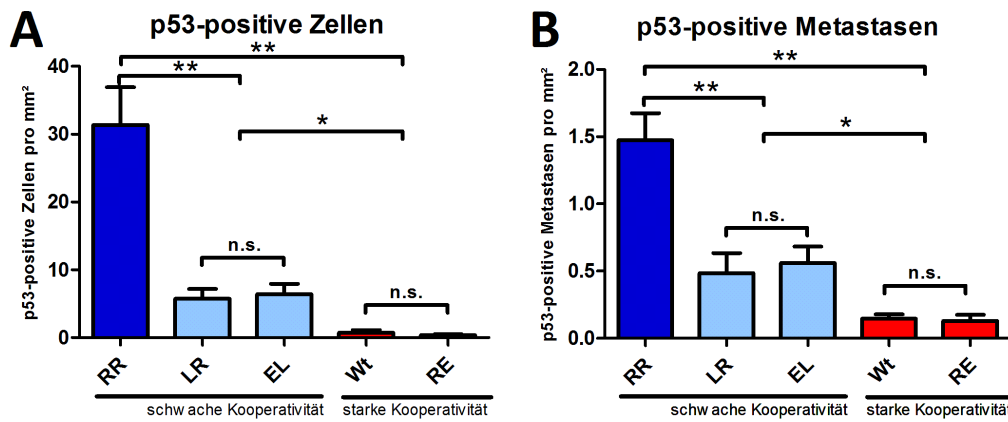 A
p53-positive Zellen
**
**
*
n.s.
n.s.
p53-positive Zellen pro mm²
40
30
20
10
0
RR
LR
EL
Wt
RE
schw ache Kooperativität
starke Kooperativität
B
p53-positive Metastasen
**
**
*
n.s.
n.s.
p53-positive Metastasen pro mm²
2.0
1.5
1.0
0.5
0.0
RR
LR
EL
Wt
RE
schw ache Kooperativität
starke Kooperativität